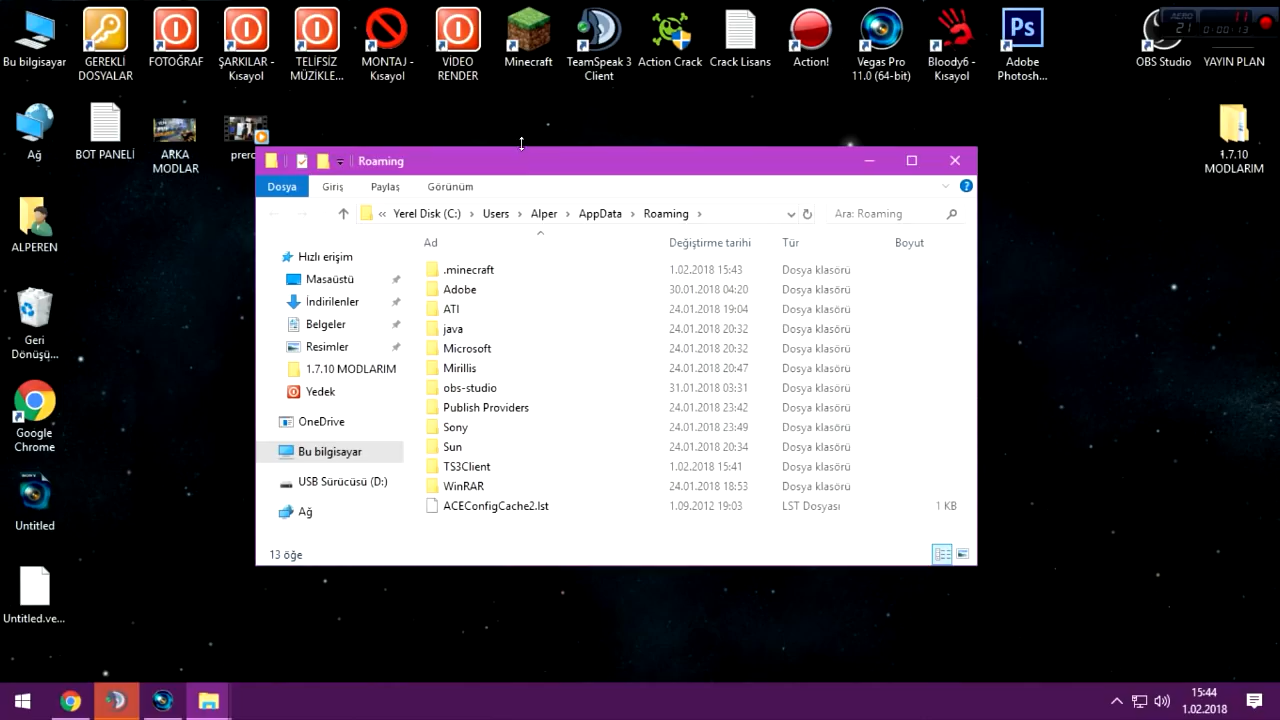 Bu bilgisayar
GEREKLİ
DOSYALAR
FOTOĞRAF
ŞARKILAR -
Kısayol
TELİFSİZ
MÜZİKLE...
MONTAJ -
Kısayol
VİDEO
RENDER
Minecraft
TeamSpeak 3
Client
Action Crack
Crack Lisans
Action!
Vegas Pro
11.0 (64-bit)
Bloody6 -
Kısayol
Ps
Adobe
Photosh...
OBS Studio
YAYIN PLAN
AERO
21
11
0:00:13
Ağ
BOT PANELİ
ARKA
MODLAR
1.7.10
MODLARIM
ALPEREN
Geri
Dönüşü...
Google
Chrome
Untitled
Untitled.ve...
Roaming
Dosya
Giriş
Paylaş
Görünüm
« Yerel Disk (C:) › Users › Alper › AppData › Roaming ›
Ara: Roaming
Hızlı erişim
Masaüstü
İndirilenler
Belgeler
Resimler
1.7.10 MODLARIM
Yedek
OneDrive
Bu bilgisayar
USB Sürücüsü (D:)
Ağ
Ad Değiştirme tarihi Tür Boyut
.minecraft 1.02.2018 15:43 Dosya klasörü
Adobe 30.01.2018 04:20 Dosya klasörü
ATI 24.01.2018 19:04 Dosya klasörü
java 24.01.2018 20:32 Dosya klasörü
Microsoft 24.01.2018 20:32 Dosya klasörü
Mirillis 24.01.2018 20:47 Dosya klasörü
obs-studio 31.01.2018 03:31 Dosya klasörü
Publish Providers 24.01.2018 23:42 Dosya klasörü
Sony 24.01.2018 23:49 Dosya klasörü
Sun 24.01.2018 20:34 Dosya klasörü
TS3Client 1.02.2018 15:41 Dosya klasörü
WinRAR 24.01.2018 18:53 Dosya klasörü
ACEConfigCache2.lst 1.09.2012 19:03 LST Dosyası 1 KB
13 öğe
15:44
1.02.2018